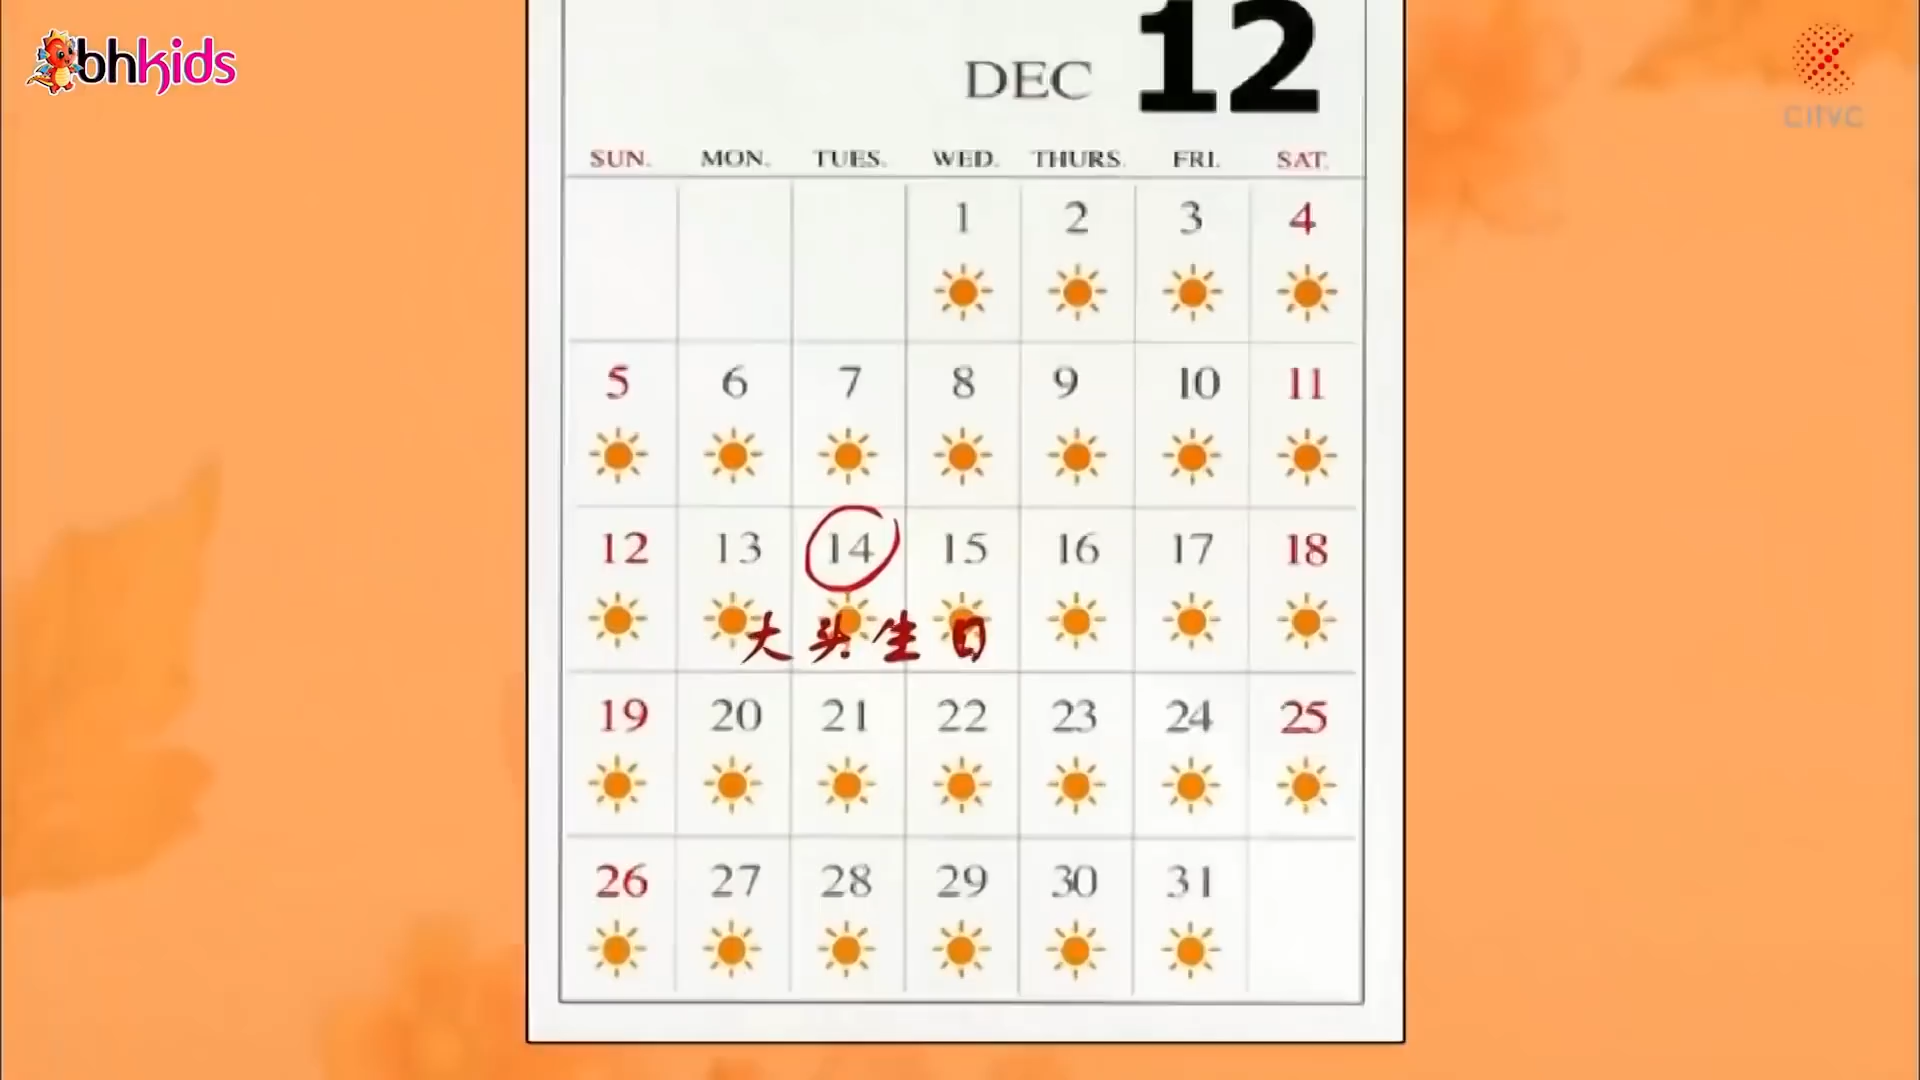 bhkids
CitVC
DEC 12
SUN. MON. TUES. WED. THURS. FRI. SAT.
1 2 3 4
5 6 7 8 9 10 11
12 13 14 15 16 17 18
大头生日
19 20 21 22 23 24 25
26 27 28 29 30 31